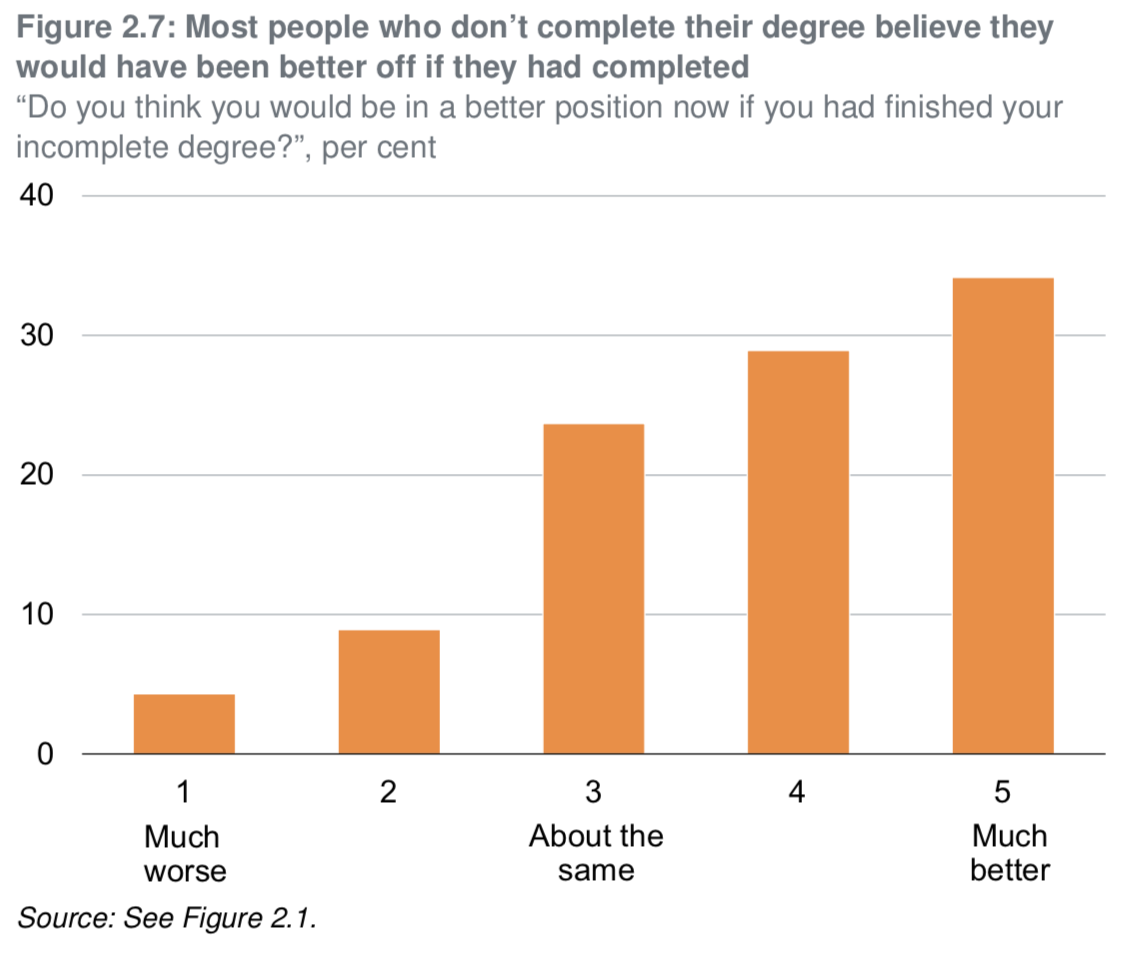 Figure 2.7: Most people who don’t complete their degree believe they
would have been better off if they had completed
“Do you think you would be in a better position now if you had finished your
incomplete degree?”, per cent
40
30
20
10
0
1 2 3 4 5
Much About the Much
worse same better
Source: See Figure 2.1.